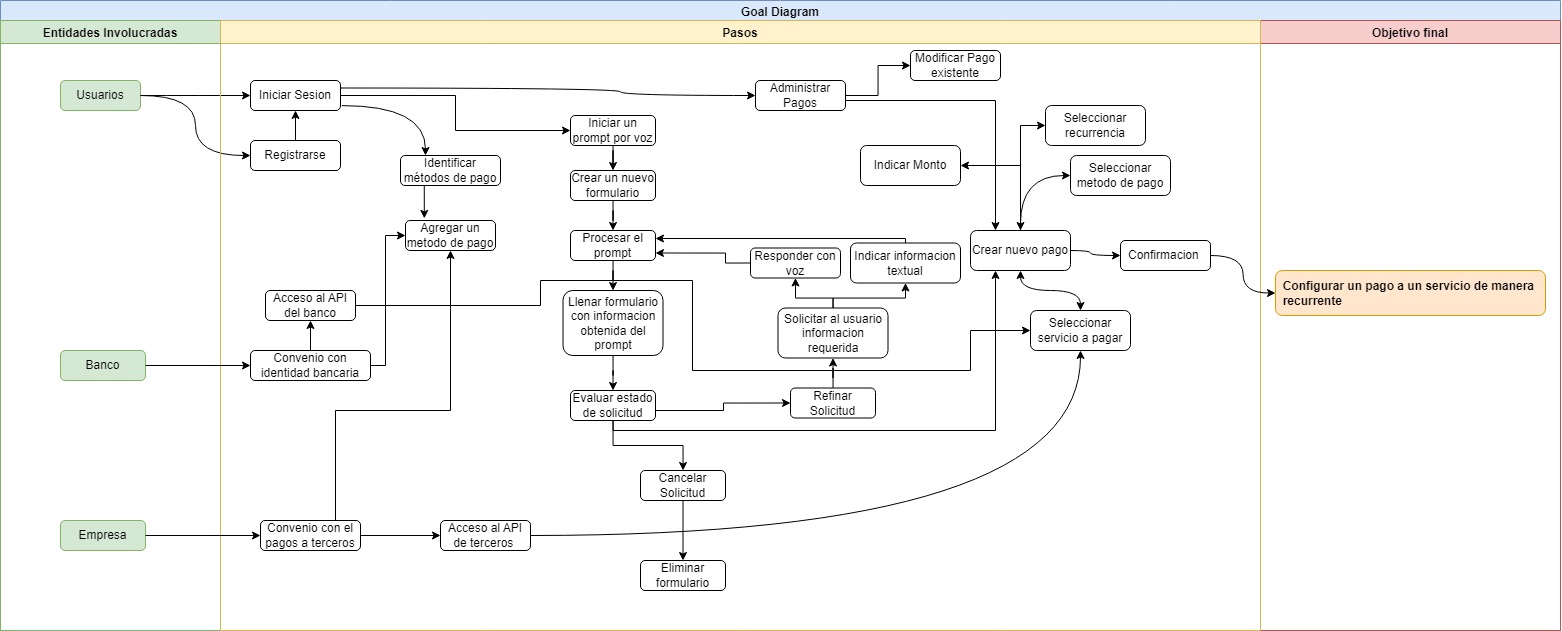 Goal Diagram
Entidades Involucradas
Pasos
Objetivo final
Usuarios
Iniciar Sesion
Registrarse
Identificar
métodos de pago
Agregar un
metodo de pago
Iniciar un
prompt por voz
Crear un nuevo
formulario
Procesar el
prompt
Administrar
Pagos
Modificar Pago
existente
Seleccionar
recurrencia
Indicar Monto
Seleccionar
metodo de pago
Crear nuevo pago
Confirmacion
Responder con
voz
Indicar informacion
textual
Configurar un pago a un servicio de manera
recurrente
Acceso al API
del banco
Llenar formulario
con informacion
obtenida del
prompt
Solicitar al usuario
informacion
requerida
Seleccionar
servicio a pagar
Banco
Convenio con
identidad bancaria
Evaluar estado
de solicitud
Refinar
Solicitud
Cancelar
Solicitud
Empresa
Convenio con el
pagos a terceros
Acceso al API
de terceros
Eliminar
formulario